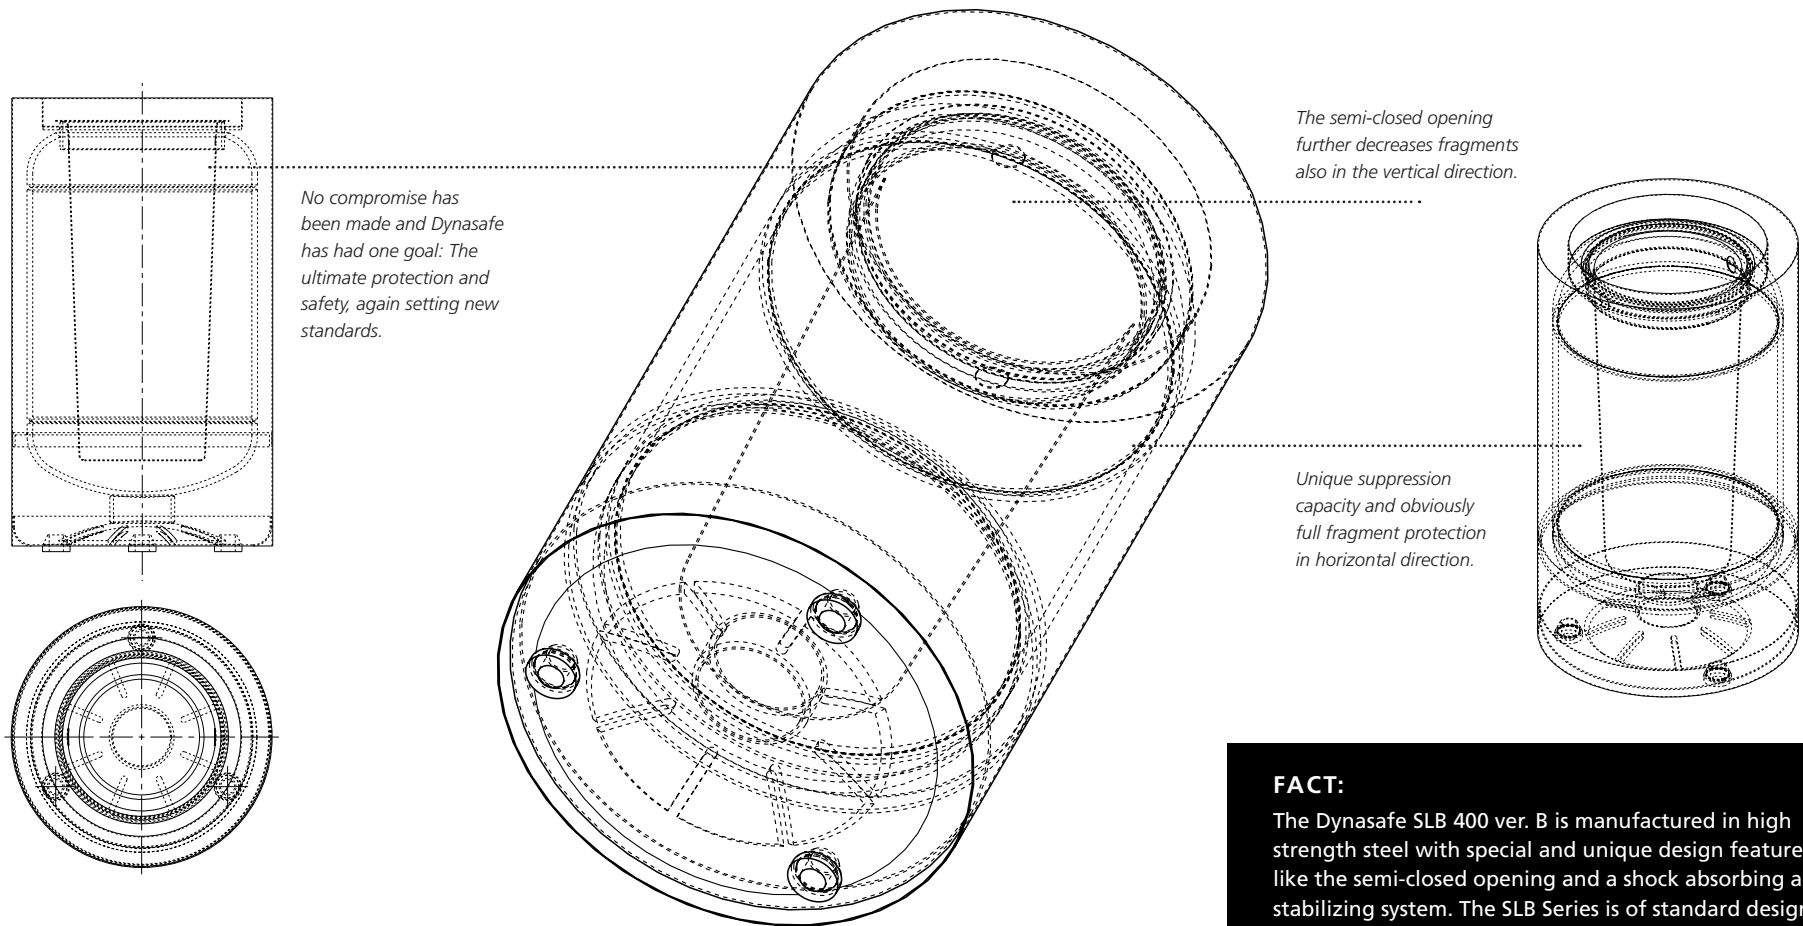 No compromise has
been made and Dynasafe
has had one goal: The
ultimate protection and
safety, again setting new
standards.
The semi-closed opening
further decreases fragments
also in the vertical direction.
Unique suppression
capacity and obviously
full fragment protection
in horizontal direction.
FACT:
The Dynasafe SLB 400 ver. B is manufactured in high
strength steel with special and unique design feature
like the semi-closed opening and a shock absorbing a
stabilizing system. The SLB Series is of standard design